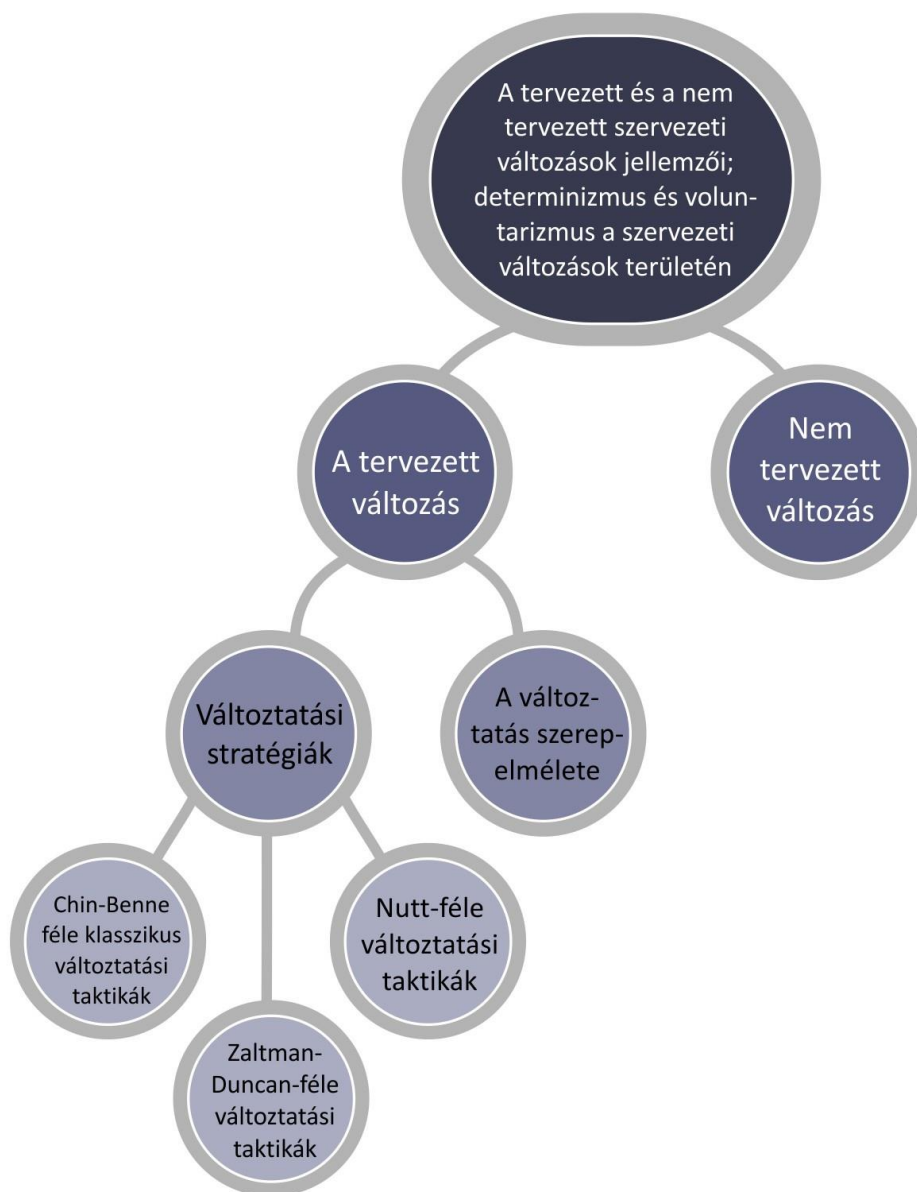 A tervezett és a nem
tervezett szervezeti
változások jellemzői;
determinizmus és volun-
tarizmus a szervezeti
változások területén
A tervezett
változás
Nem
tervezett
változás
Változtatási
stratégiák
A változ-
tatás szerep-
elmélete
Chin-Benne
féle klasszikus
változtatási
taktikák
Nutt-féle
változtatási
taktikák
Zaltman-
Duncan-féle
változtatási
taktikák